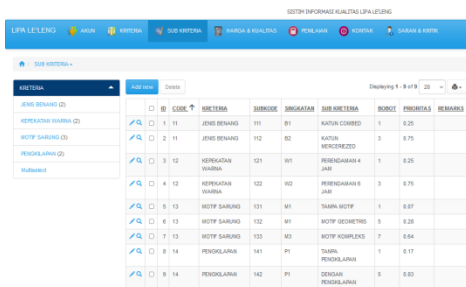 SISTIM INFORMASI KUALITAS LIPA LE'LENG
LIPA LE'LENG AKUN KRITERIA SUB KRITERIA HARGA & KUALITAS PENILAIAN KONTAK SARAN & KRITIK
SUB KRITERIA
KRETERIA
JENIS BENANG (2)
KEPEKATAN WARNA (2)
MOTIF SARUNG (3)
PENGKILAPAN (2)
Multiselect
Add new Delete Displaying 1 - 9 of 9 20
ID CODE KRETERIA SUBKODE SINGKATAN SUB KRETERIA BOBOT PRIORITAS REMARKS
1 11 JENIS BENANG 111 B1 KATUN COMBED 1 0.25
2 11 JENIS BENANG 112 B2 KATUN MERCEREZED 3 0.75
3 12 KEPEKATAN WARNA 121 W1 PERENDAMAN 4 JAM 1 0.25
4 12 KEPEKATAN WARNA 122 W2 PERENDAMAN 6 JAM 3 0.75
5 13 MOTIF SARUNG 131 M1 TANPA MOTIF 1 0.07
6 13 MOTIF SARUNG 132 M1 MOTIF GEOMETRIS 5 0.28
7 13 MOTIF SARUNG 133 M3 MOTIF KOMPLEKS 7 0.64
8 14 PENGKILAPAN 141 P1 TANPA PENGKILAPAN 1 0.17
9 14 PENGKILAPAN 142 P1 DENGAN PENGKILAPAN 5 0.83